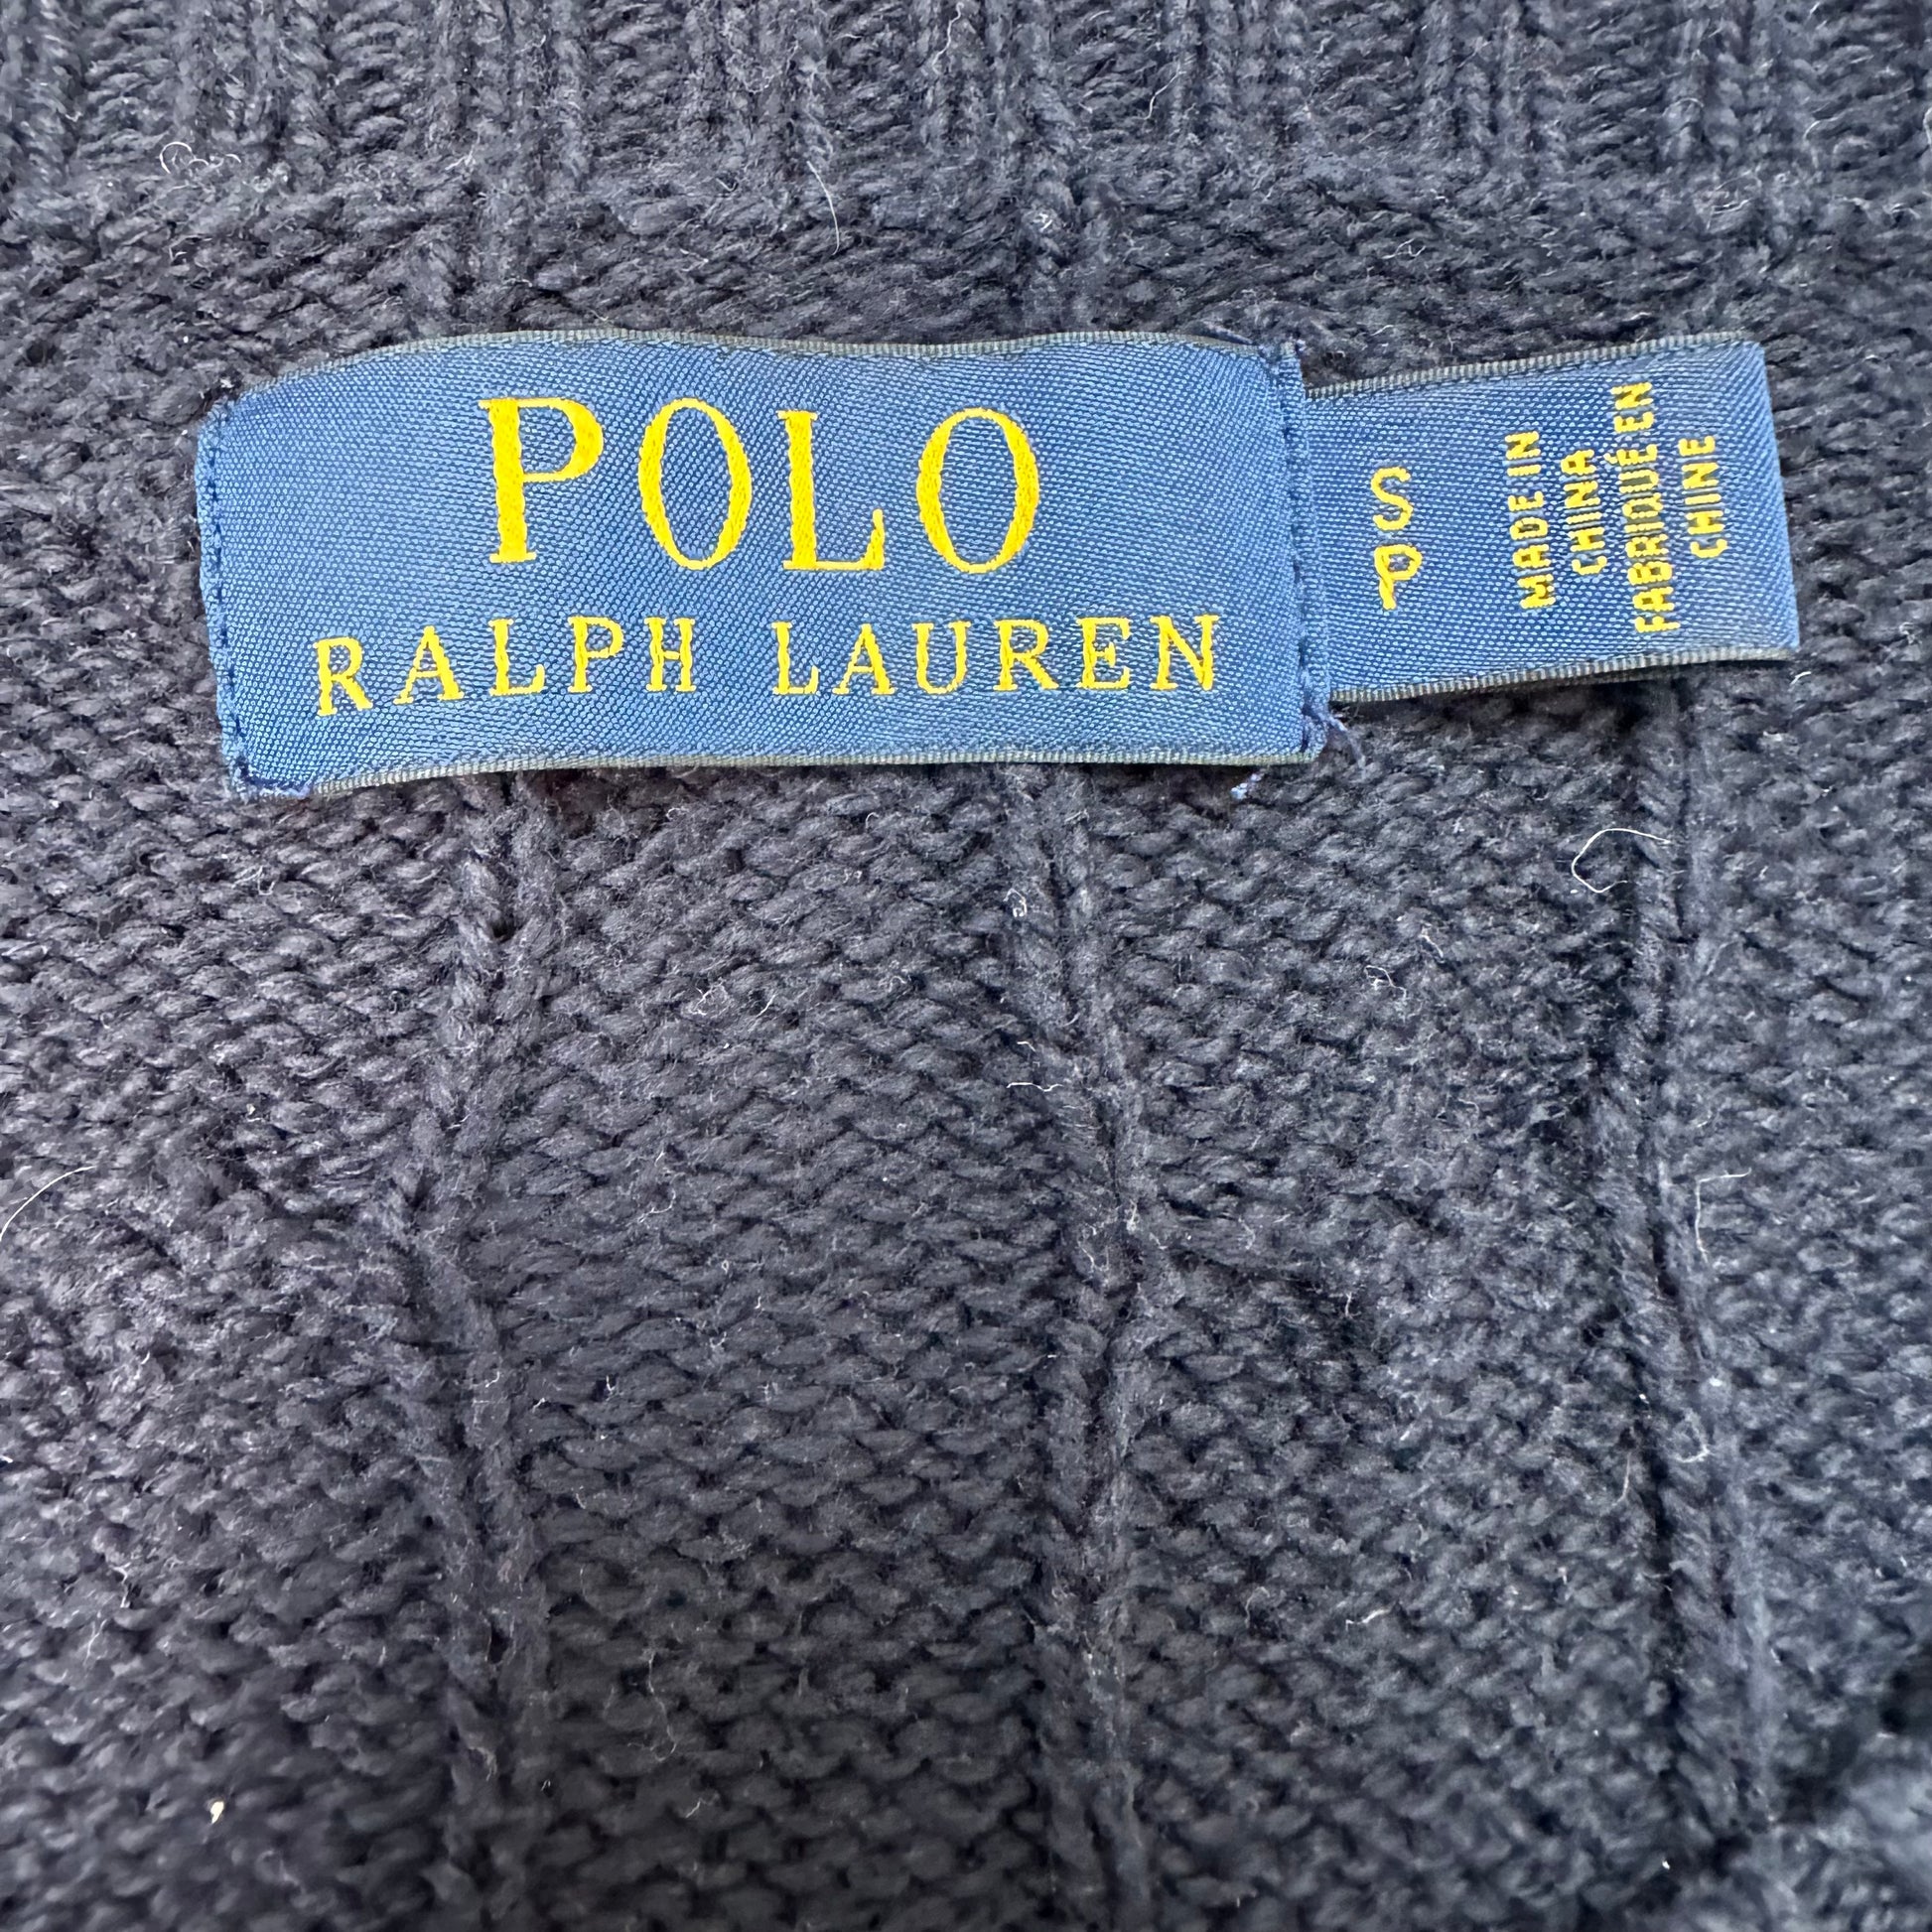 POLO
RALPH LAUREN
S
P
MADE IN
CHINA
FABRIQUÉ EN
CHINE